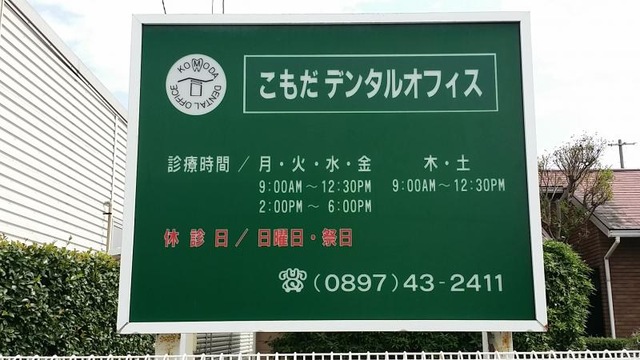 KOMODA DENTAL OFFICE
こもだ デンタルオフィス
診療時間 / 月・火・水・金 木・土
9:00AM～12:30PM 9:00AM～12:30PM
2:00PM～6:00PM
休診日 / 日曜日・祭日
☎(0897)43-2411